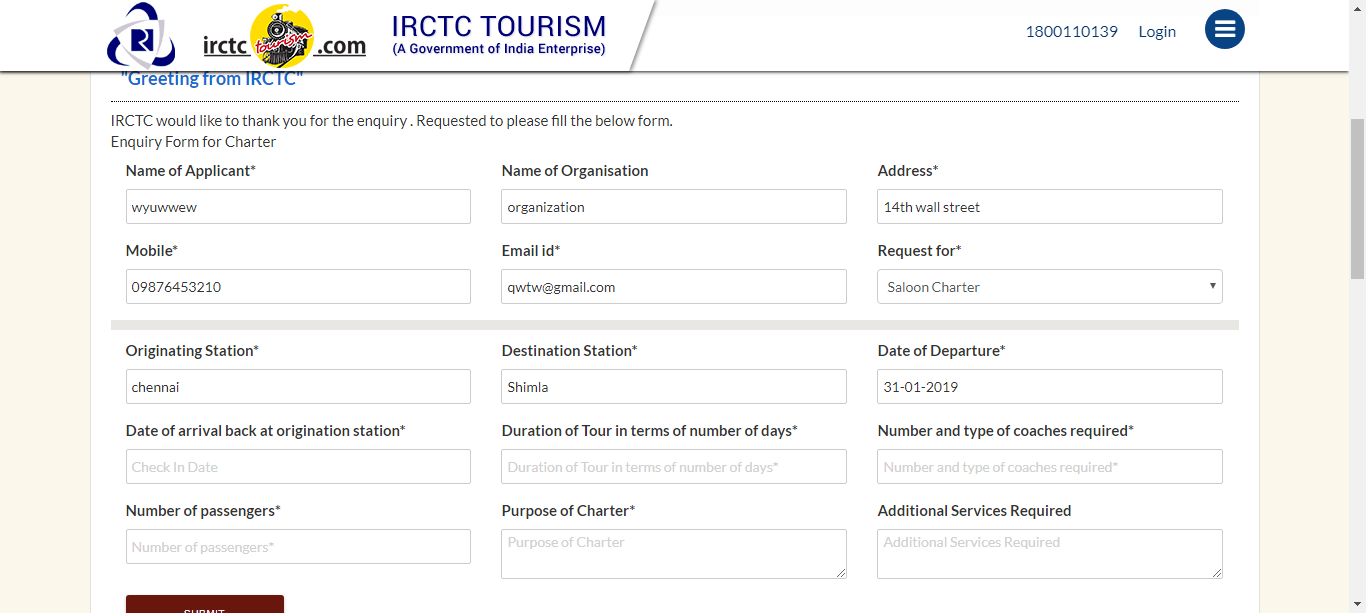 irctc tourism .com
IRCTC TOURISM
(A Government of India Enterprise)
1800110139 Login
"Greeting from IRCTC"
IRCTC would like to thank you for the enquiry . Requested to please fill the below form.
Enquiry Form for Charter
Name of Applicant* Name of Organisation Address*
wyuwwew organization 14th wall street
Mobile* Email id* Request for*
09876453210 qwtw@gmail.com Saloon Charter
Originating Station* Destination Station* Date of Departure*
chennai Shimla 31-01-2019
Date of arrival back at origination station* Duration of Tour in terms of number of days* Number and type of coaches required*
Check In Date Duration of Tour in terms of number of days* Number and type of coaches required*
Number of passengers* Purpose of Charter* Additional Services Required
Number of passengers* Purpose of Charter Additional Services Required
SUBMIT